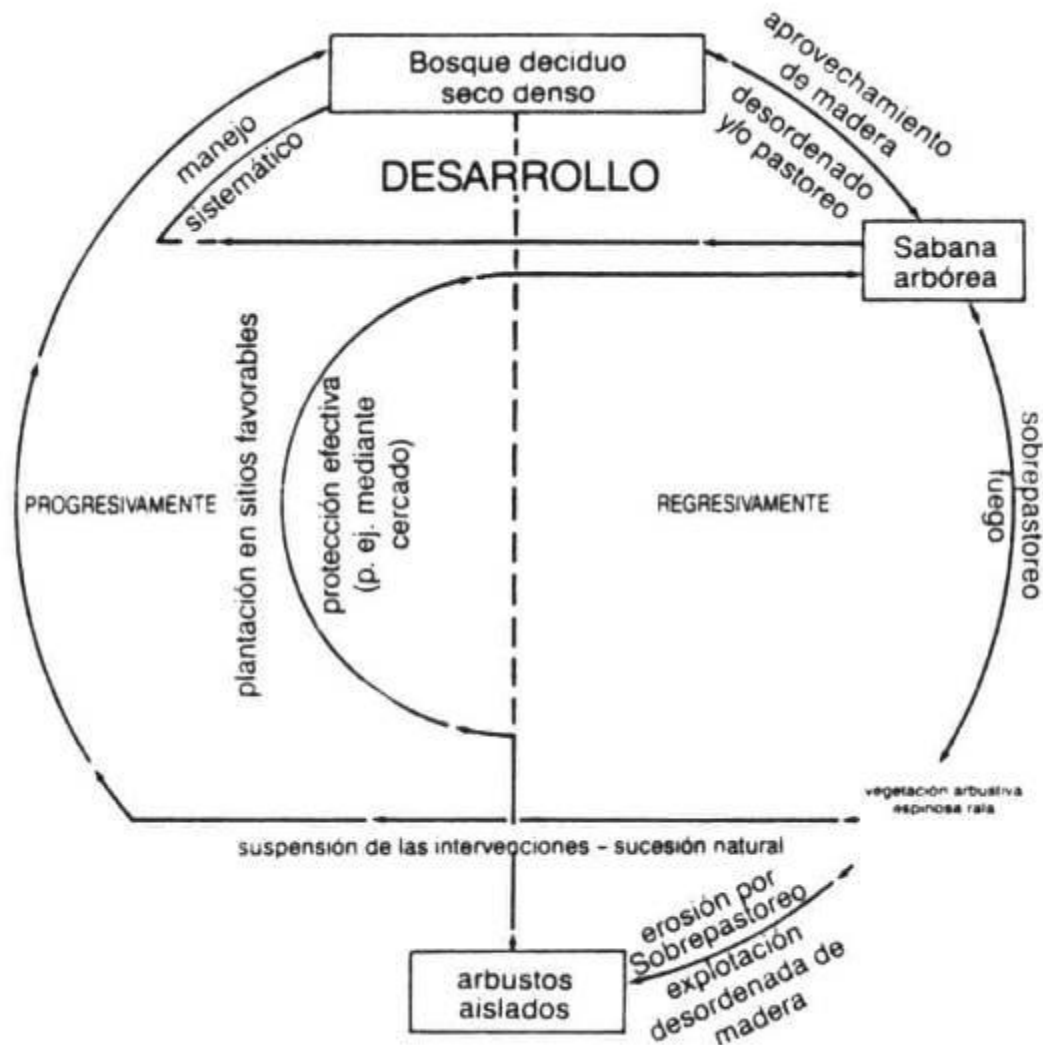 Bosque deciduo
seco denso
aprovechamiento
de madera
desordenado
y/o pastoreo
manejo
sistemático
DESARROLLO
Sabana
arbórea
plantación en sitios favorables
protección efectiva
(p. ej. mediante
cercado)
PROGRESIVAMENTE
REGRESIVAMENTE
sobrepastoreo
fuego
vegetación arbustiva
espinosa rala
suspensión de las intervenciones – sucesión natural
erosión por
Sobrepastoreo
explotación
desordenada de
madera
arbustos
aislados